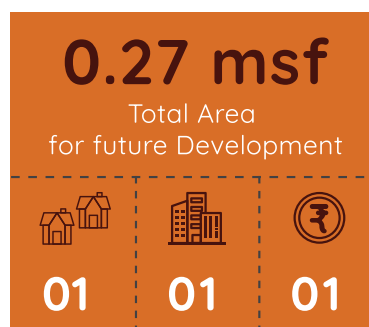 0.27 msf
Total Area
for future Development
₹
01 01 01